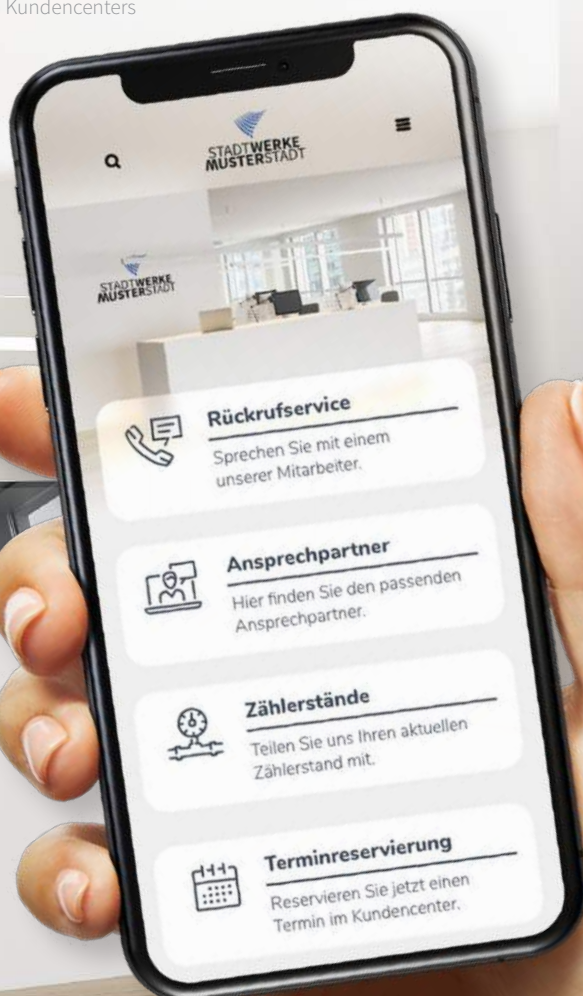 Kundencenters
STADTWERKE
MUSTERSTADT
STADTWERKE
MUSTERSTADT
Rückrufservice
Sprechen Sie mit einem
unserer Mitarbeiter.
Ansprechpartner
Hier finden Sie den passenden
Ansprechpartner.
Zählerstände
Teilen Sie uns Ihren aktuellen
Zählerstand mit.
Terminreservierung
Reservieren Sie jetzt einen
Termin im Kundencenter.